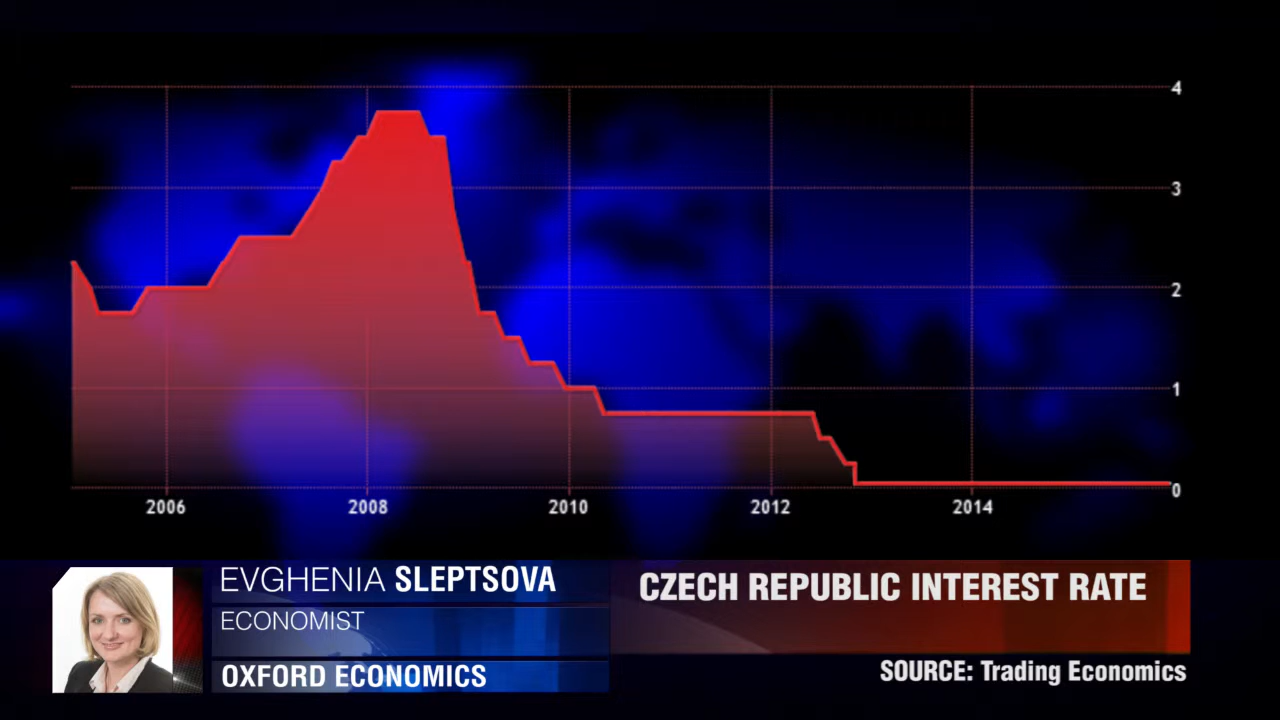 4
3
2
1
0
2006 2008 2010 2012 2014
EVGHENIA SLEPTSOVA
ECONOMIST
OXFORD ECONOMICS
CZECH REPUBLIC INTEREST RATE
SOURCE: Trading Economics